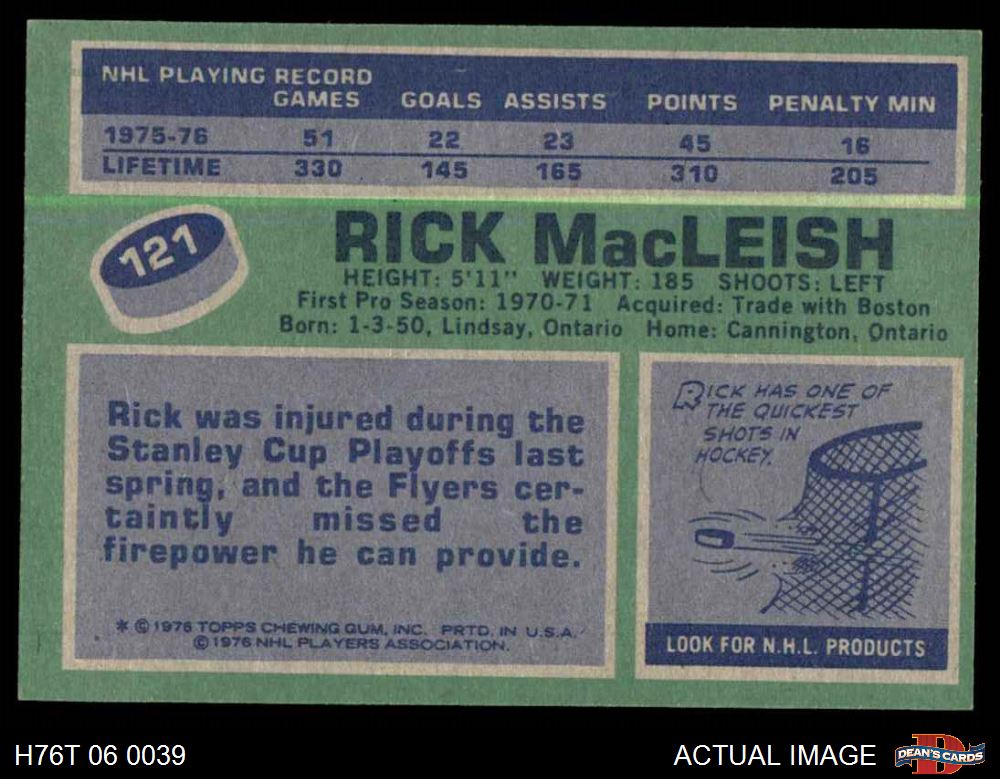 NHL PLAYING RECORD
GAMES GOALS ASSISTS POINTS PENALTY MIN
1975-76 51 22 23 45 16
LIFETIME 330 145 165 310 205
121
RICK MacLEISH
HEIGHT: 5'11" WEIGHT: 185 SHOOTS: LEFT
First Pro Season: 1970-71 Acquired: Trade with Boston
Born: 1-3-50, Lindsay, Ontario Home: Cannington, Ontario
Rick was injured during the
Stanley Cup Playoffs last
spring, and the Flyers cer-
taintly missed the
firepower he can provide.
* © 1976 TOPPS CHEWING GUM, INC. PRTD. IN U.S.A.
© 1976 NHL PLAYERS ASSOCIATION.
RICK HAS ONE OF
THE QUICKEST
SHOTS IN
HOCKEY.
LOOK FOR N.H.L. PRODUCTS
H76T 06 0039
ACTUAL IMAGE
D
DEAN'S CARDS